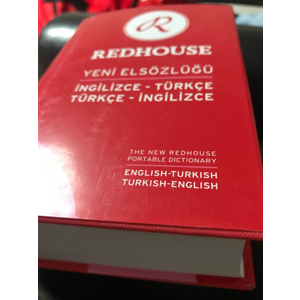 R
REDHOUSE
YENİ ELSÖZLÜĞÜ
İNGİLİZCE - TÜRKÇE
TÜRKÇE - İNGİLİZCE
THE NEW REDHOUSE
PORTABLE DICTIONARY
ENGLISH-TURKISH
TURKISH-ENGLISH